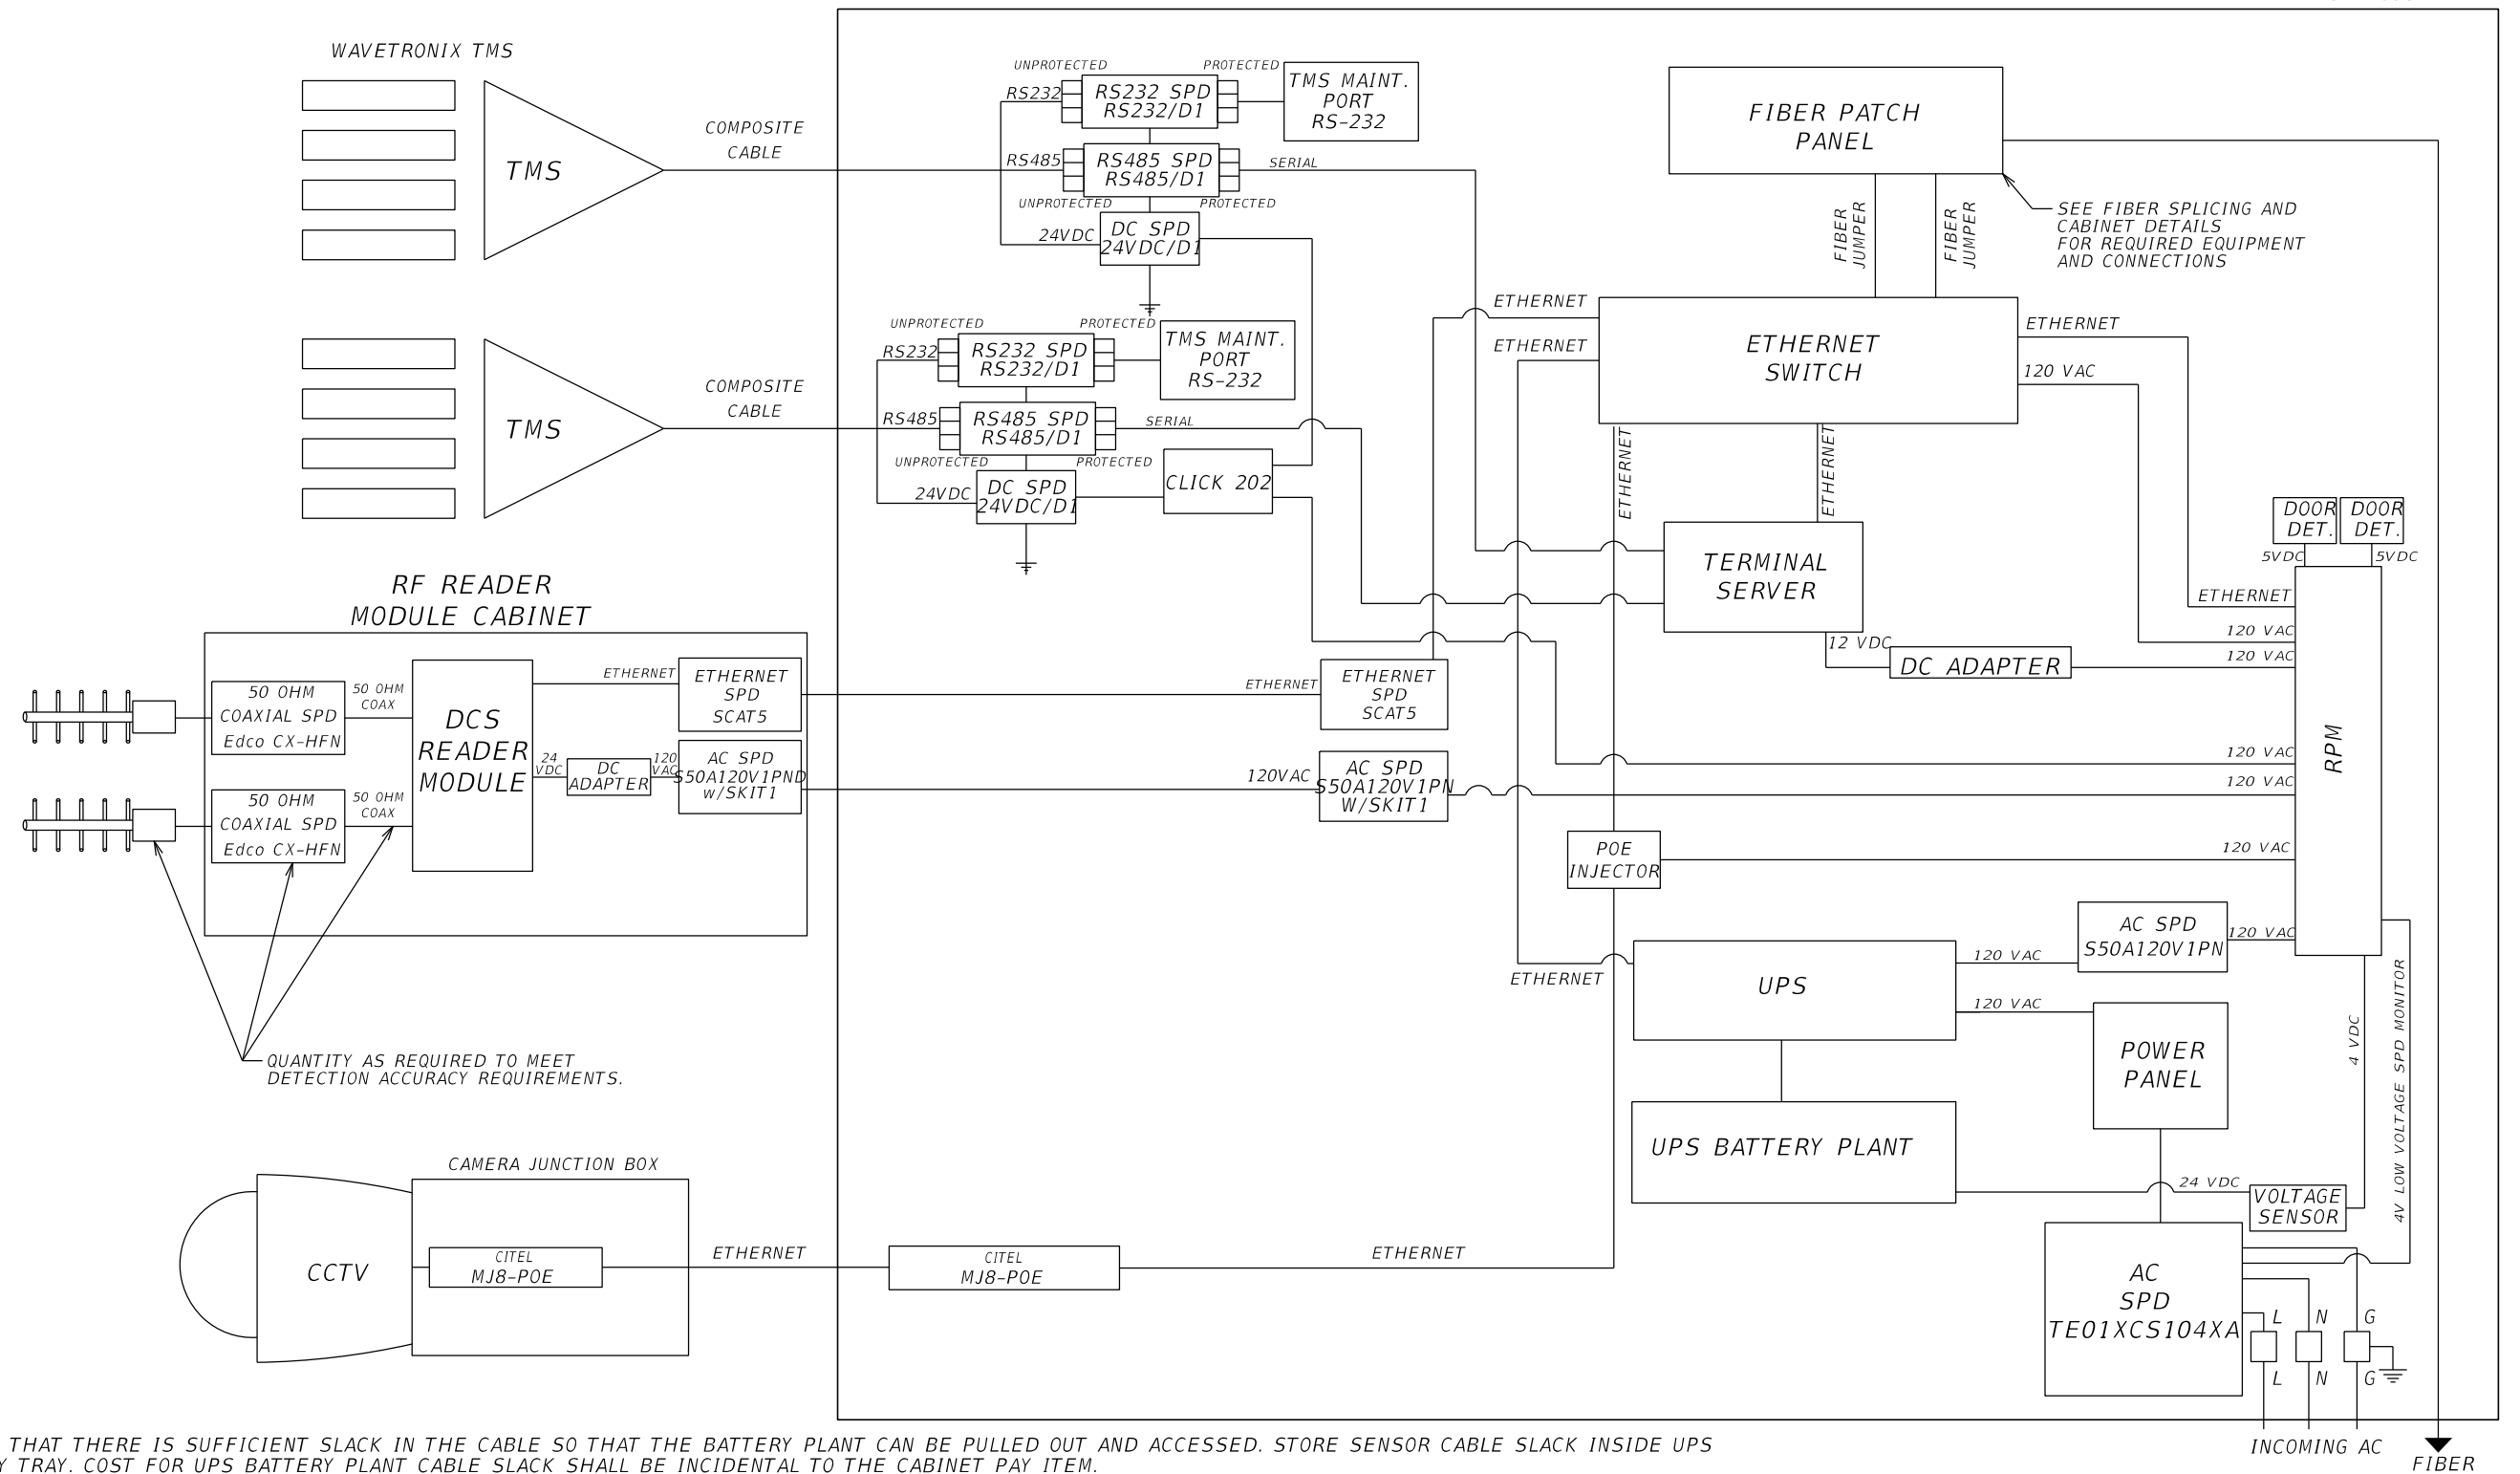 WAVETRONIX TMS
TMS
COMPOSITE
CABLE
UNPROTECTED
PROTECTED
RS232
RS232 SPD
RS232/D1
TMS MAINT.
PORT
RS-232
RS485
RS485 SPD
RS485/D1
SERIAL
UNPROTECTED
PROTECTED
24VDC
DC SPD
24VDC/D1
FIBER PATCH
PANEL
FIBER
JUMPER
FIBER
JUMPER
SEE FIBER SPLICING AND
CABINET DETAILS
FOR REQUIRED EQUIPMENT
AND CONNECTIONS
TMS
COMPOSITE
CABLE
UNPROTECTED
PROTECTED
RS232
RS232 SPD
RS232/D1
TMS MAINT.
PORT
RS-232
RS485
RS485 SPD
RS485/D1
SERIAL
UNPROTECTED
PROTECTED
24VDC
DC SPD
24VDC/D1
CLICK 202
ETHERNET
ETHERNET
ETHERNET
SWITCH
ETHERNET
120 VAC
ETHERNET
ETHERNET
TERMINAL
SERVER
12 VDC
DC ADAPTER
DOOR
DET.
DOOR
DET.
5VDC
5VDC
ETHERNET
120 VAC
120 VAC
RPM
RF READER
MODULE CABINET
50 OHM
COAXIAL SPD
Edco CX-HFN
50 OHM
COAX
DCS
READER
MODULE
ETHERNET
ETHERNET
SPD
SCAT5
24
VDC
DC
ADAPTER
120
VAC
AC SPD
S50A120V1PND
w/SKIT1
50 OHM
COAXIAL SPD
Edco CX-HFN
50 OHM
COAX
ETHERNET
ETHERNET
SPD
SCAT5
120VAC
AC SPD
S50A120V1PN
W/SKIT1
120 VAC
120 VAC
POE
INJECTOR
120 VAC
AC SPD
S50A120V1PN
120 VAC
120 VAC
ETHERNET
UPS
120 VAC
POWER
PANEL
4 VDC
4V LOW VOLTAGE SPD MONITOR
QUANTITY AS REQUIRED TO MEET
DETECTION ACCURACY REQUIREMENTS.
UPS BATTERY PLANT
24 VDC
VOLTAGE
SENSOR
CAMERA JUNCTION BOX
CCTV
CITEL
MJ8-POE
ETHERNET
CITEL
MJ8-POE
ETHERNET
AC
SPD
TE01XCS104XA
L
N
G
L
N
G
INCOMING AC
FIBER
THAT THERE IS SUFFICIENT SLACK IN THE CABLE SO THAT THE BATTERY PLANT CAN BE PULLED OUT AND ACCESSED. STORE SENSOR CABLE SLACK INSIDE UPS
Y TRAY. COST FOR UPS BATTERY PLANT CABLE SLACK SHALL BE INCIDENTAL TO THE CABINET PAY ITEM.